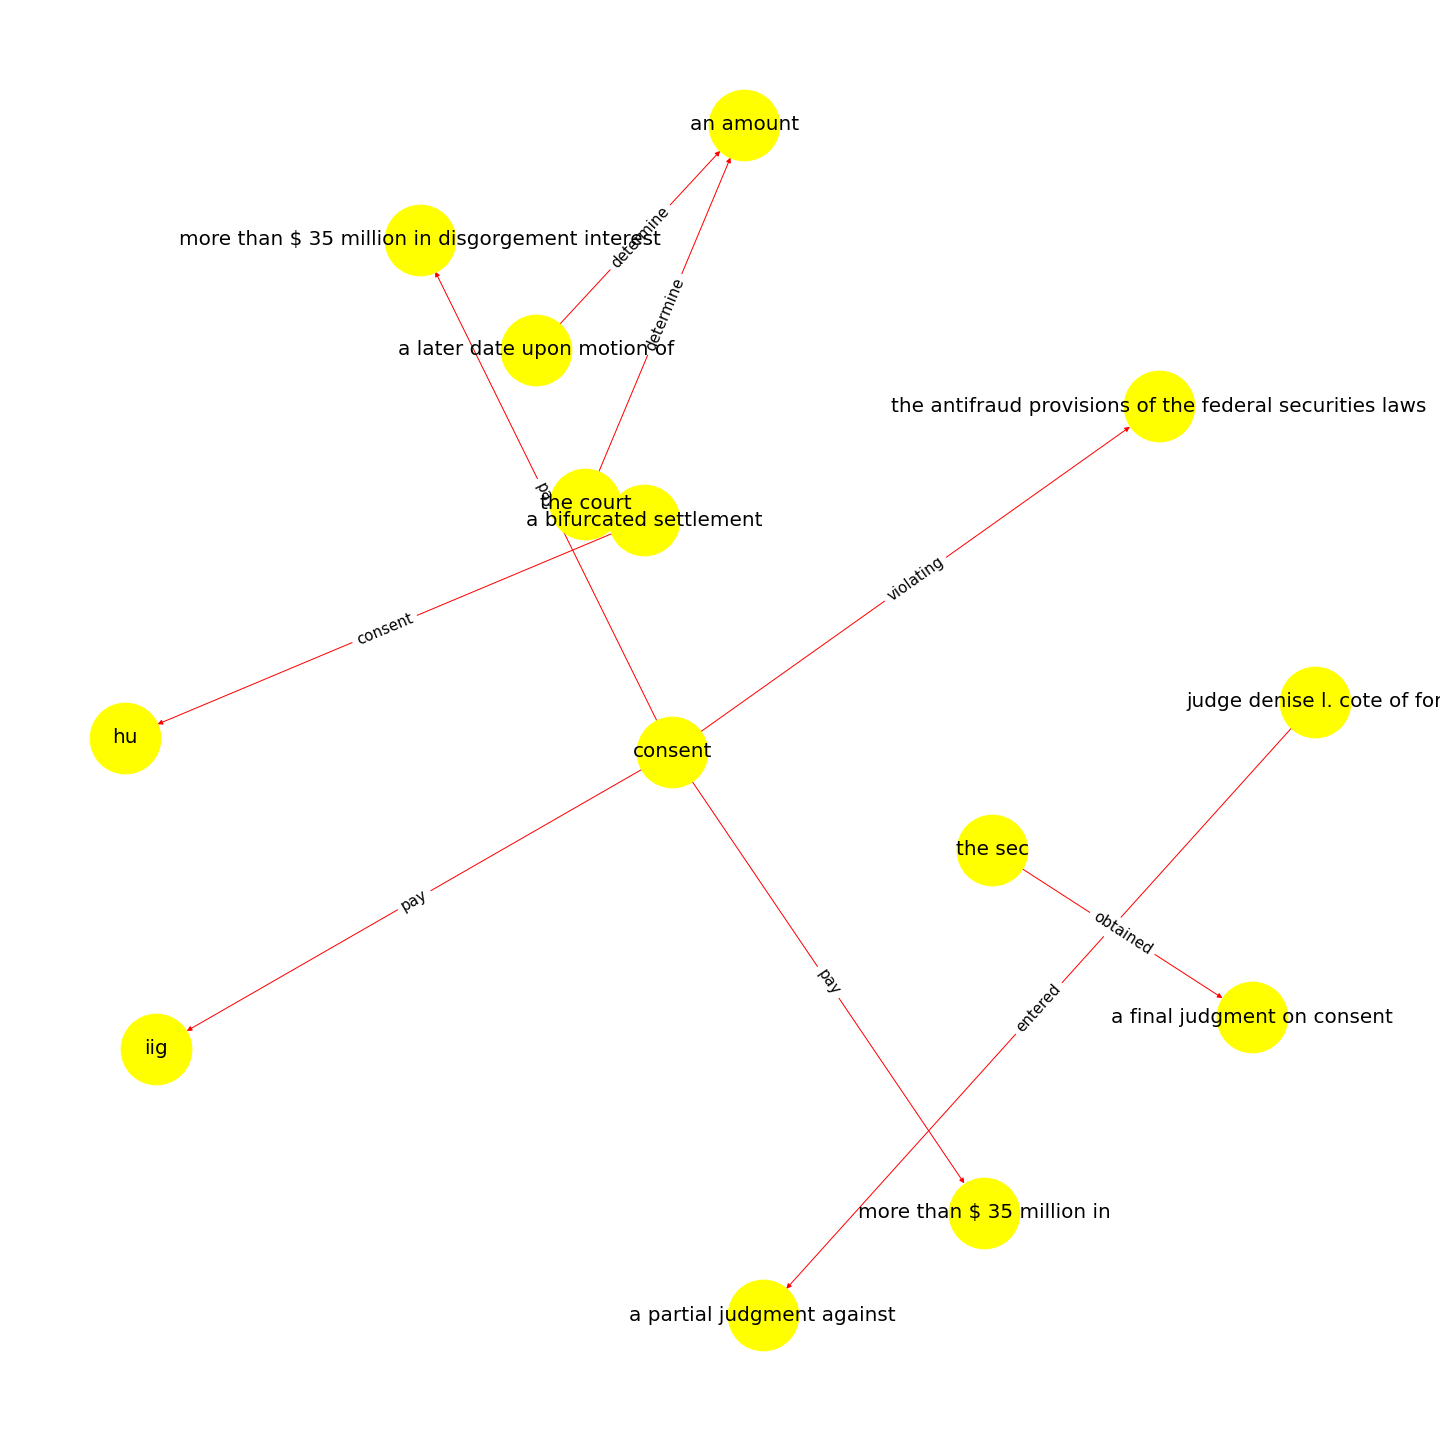 an amount
determine
more than $ 35 million in disgorgement interest
determine
a later date upon motion of
the antifraud provisions of the federal securities laws
pay
the court
a bifurcated settlement
violating
consent
judge denise l. cote of for
hu
consent
the sec
pay
obtained
pay
entered
a final judgment on consent
iig
more than $ 35 million in
a partial judgment against